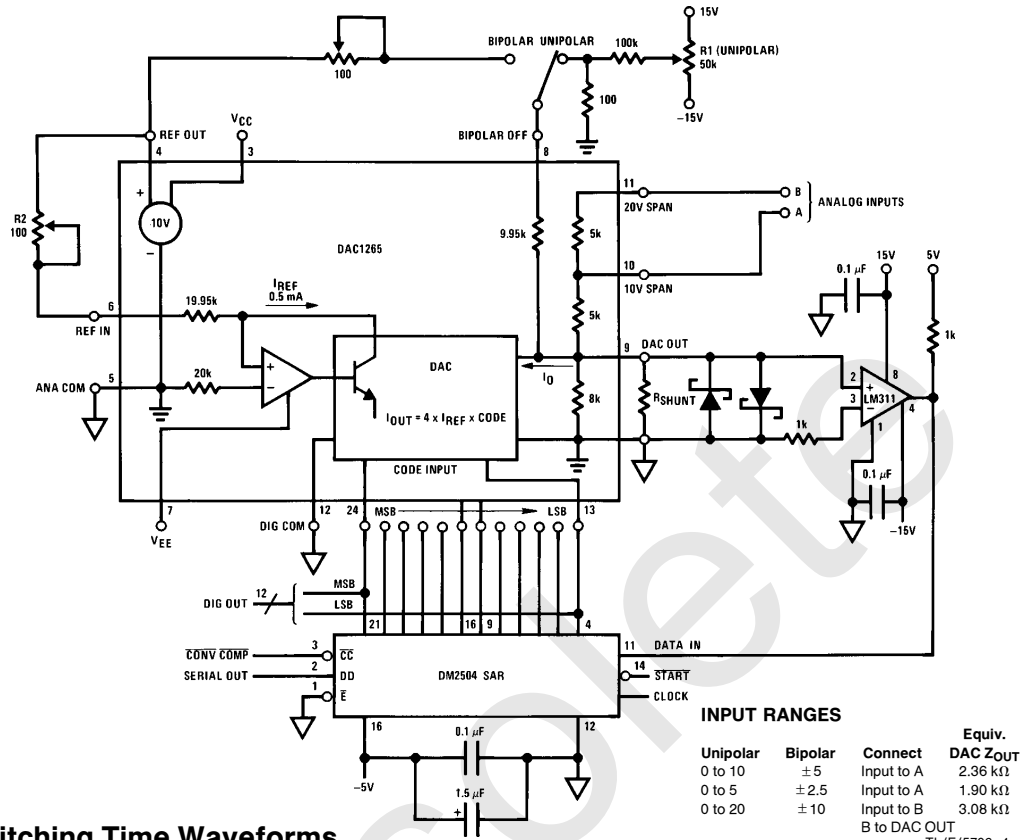 15V
BIPOLAR UNIPOLAR
100k
R1 (UNIPOLAR)
50k
100
100
-15V
VCC
REF OUT
BIPOLAR OFF
4
3
8
+
10V
−
R2
100
11
20V SPAN
B
A
ANALOG INPUTS
9.95k
5k
DAC1265
10
10V SPAN
15V
5V
0.1 µF
IREF
0.5 mA
6
REF IN
19.95k
5k
1k
DAC
9
DAC OUT
IO
+
−
2
3
+
−
8
LM311
4
1
ANA COM
5
20k
8k
RSHUNT
IOUT = 4 x IREF x CODE
1k
CODE INPUT
0.1 µF
-15V
7
VEE
12
DIG COM
24
MSB
LSB
13
DIG OUT
12
MSB
LSB
21
16
9
4
11
DATA IN
CONV COMP
3
CC
14
START
SERIAL OUT
2
DD
DM2504 SAR
CLOCK
1
E
16
12
0.1 µF
-5V
1.5 µF
+
INPUT RANGES
Unipolar Bipolar Connect Equiv. DAC ZOUT
0 to 10 ±5 Input to A 2.36 kΩ
0 to 5 ±2.5 Input to A 1.90 kΩ
0 to 20 ±10 Input to B 3.08 kΩ
B to DAC OUT
itching Time Waveforms
obsolete